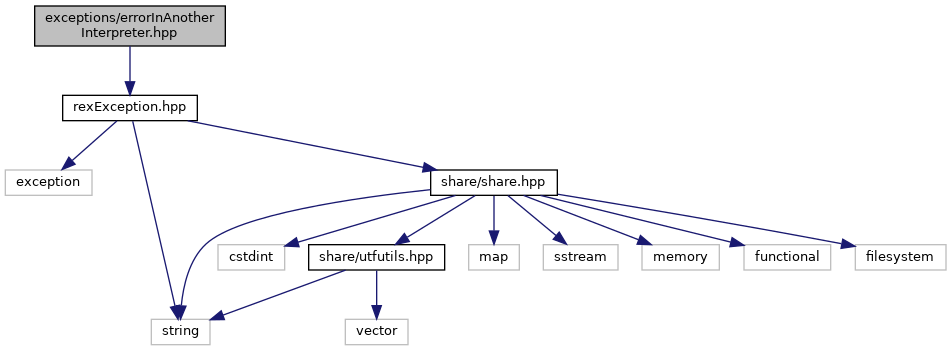 exceptions/errorInAnother
Interpreter.hpp
rexException.hpp
exception
share/share.hpp
cstdint
share/utfutils.hpp
map
sstream
memory
functional
filesystem
string
vector